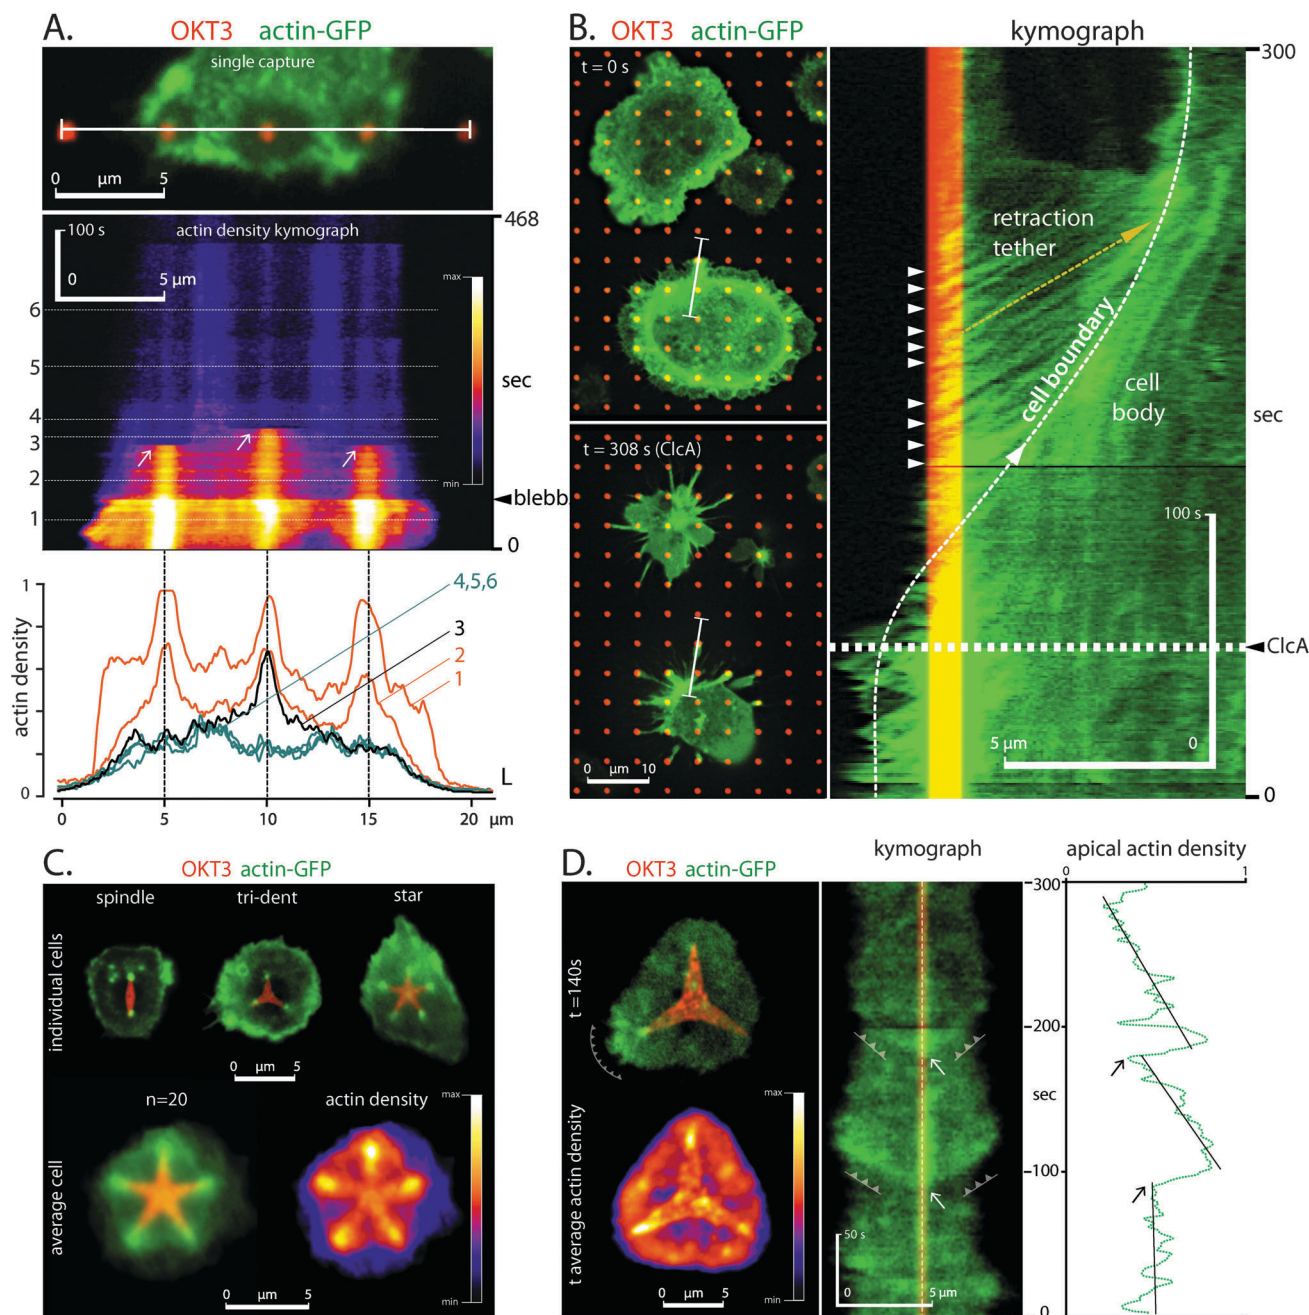 A.
OKT3 actin-GFP
single capture
0 µm 5
actin density kymograph
468
100 s
0 5 µm
max
min
6
5
4
3
2
1
sec
blebb
0
1
actin density
0
4,5,6
3
2
1
L
0 5 10 15 20 µm
B.
OKT3 actin-GFP
kymograph
t = 0 s
t = 308 s (ClcA)
0 µm 10
300
retraction
tether
cell boundary
cell
body
sec
100 s
ClcA
5 µm 0
0
C.
OKT3 actin-GFP
spindle tri-dent star
individual cells
0 µm 5
n=20 actin density
average cell
max
min
0 µm 5
D.
OKT3 actin-GFP
kymograph
apical actin density
0 1
t = 140s
t average actin density
max
min
0 µm 5
50 s
0 5 µm
300
200
sec
100
0